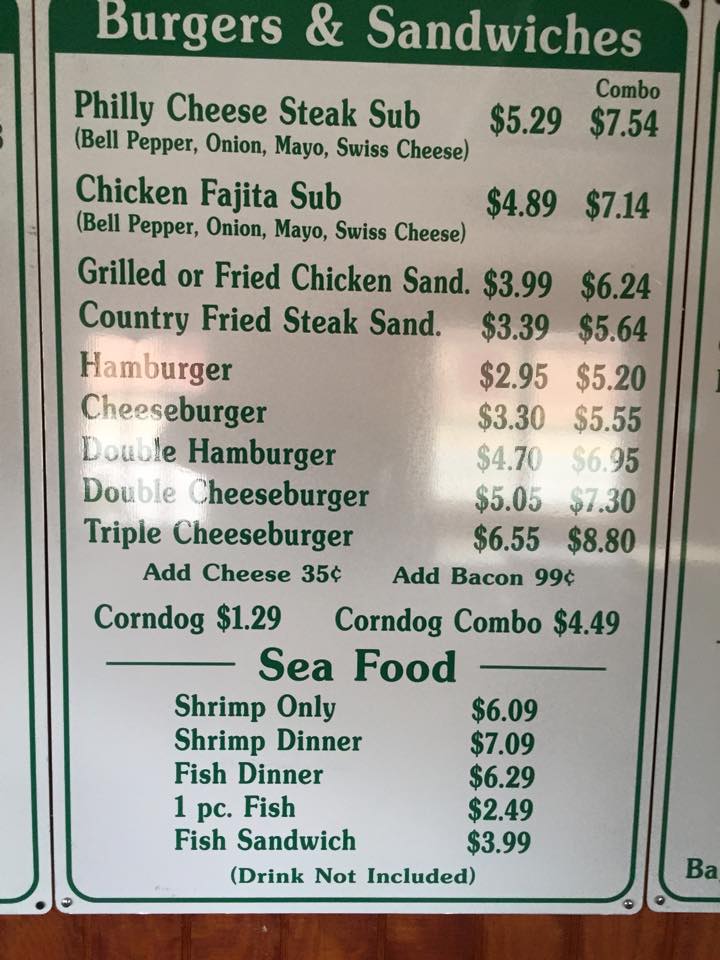 Burgers & Sandwiches
Combo
Philly Cheese Steak Sub $5.29 $7.54
(Bell Pepper, Onion, Mayo, Swiss Cheese)
Chicken Fajita Sub $4.89 $7.14
(Bell Pepper, Onion, Mayo, Swiss Cheese)
Grilled or Fried Chicken Sand. $3.99 $6.24
Country Fried Steak Sand. $3.39 $5.64
Hamburger $2.95 $5.20
Cheeseburger $3.30 $5.55
Double Hamburger $4.70 $6.95
Double Cheeseburger $5.05 $7.30
Triple Cheeseburger $6.55 $8.80
Add Cheese 35¢ Add Bacon 99¢
Corndog $1.29 Corndog Combo $4.49
Sea Food
Shrimp Only $6.09
Shrimp Dinner $7.09
Fish Dinner $6.29
1 pc. Fish $2.49
Fish Sandwich $3.99
(Drink Not Included)
Ba